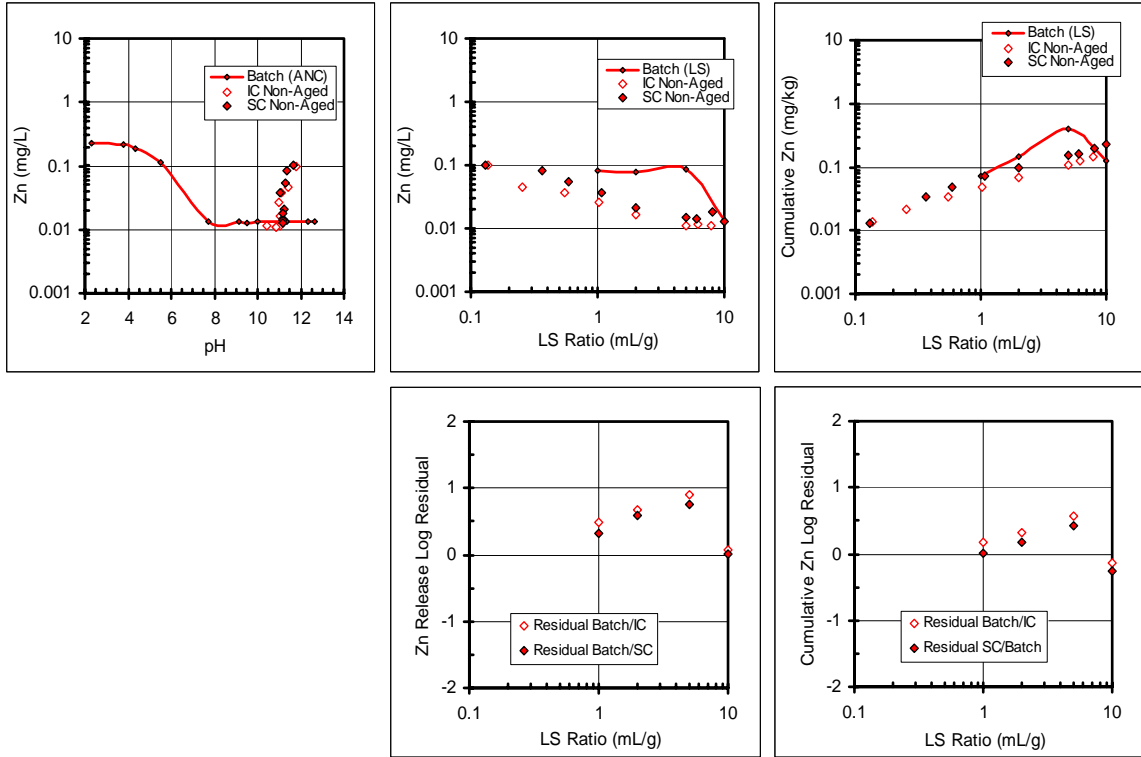 10
1
0.1
0.01
0.001
Zn (mg/L)
2 4 6 8 10 12 14
pH
Batch (ANC)
IC Non-Aged
SC Non-Aged
10
1
0.1
0.01
0.001
Zn (mg/L)
0.1 1 10
LS Ratio (mL/g)
Batch (LS)
IC Non-Aged
SC Non-Aged
10
1
0.1
0.01
0.001
Cumulative Zn (mg/kg)
0.1 1 10
LS Ratio (mL/g)
Batch (LS)
IC Non-Aged
SC Non-Aged
2
1
0
-1
-2
Zn Release Log Residual
0.1 1 10
LS Ratio (mL/g)
Residual Batch/IC
Residual Batch/SC
2
1
0
-1
-2
Cumulative Zn Log Residual
0.1 1 10
LS Ratio (mL/g)
Residual Batch/IC
Residual SC/Batch